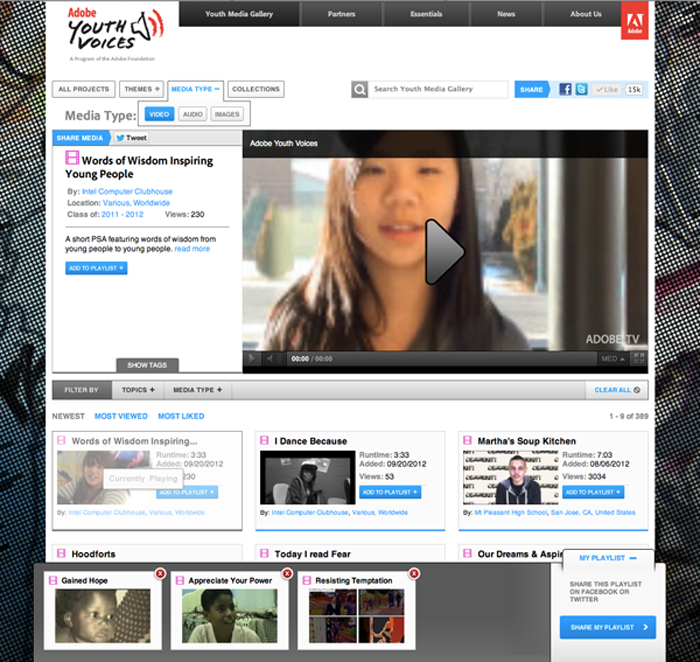 Adobe
YOUTH
VOICES
A Program of the Adobe Foundation
Youth Media Gallery
Partners
Essentials
News
About Us
Adobe
ALL PROJECTS
THEMES +
MEDIA TYPE –
COLLECTIONS
Search Youth Media Gallery
SHARE
Like
15k
Media Type:
VIDEO
AUDIO
IMAGES
SHARE MEDIA
Tweet
Words of Wisdom Inspiring
Young People
By: Intel Computer Clubhouse
Location: Various, Worldwide
Class of: 2011 - 2012 Views: 230
A short PSA featuring words of wisdom from
young people to young people. read more
ADD TO PLAYLIST +
SHOW TAGS
Adobe Youth Voices
ADOBE TV
00:00 / 00:00
MED
FILTER BY
TOPICS +
MEDIA TYPE +
CLEAR ALL
NEWEST
MOST VIEWED
MOST LIKED
1 - 9 of 389
Words of Wisdom Inspiring...
Runtime: 3:33
Added: 09/20/2012
230
Currently Playing
ADD TO PLAYLIST +
By: Intel Computer Clubhouse, Various, Worldwide
I Dance Because
Runtime: 3:33
Added: 09/20/2012
Views: 53
ADD TO PLAYLIST +
By: Intel Computer Clubhouse, Various, Worldwide
Martha's Soup Kitchen
Runtime: 7:03
Added: 08/06/2012
Views: 3034
ADD TO PLAYLIST +
By: Mt Pleasant High School, San Jose, CA, United States
Hoodforts
Today I read Fear
Our Dreams & Aspir
Gained Hope
Appreciate Your Power
Resisting Temptation
MY PLAYLIST –
SHARE THIS PLAYLIST
ON FACEBOOK OR
TWITTER
SHARE MY PLAYLIST